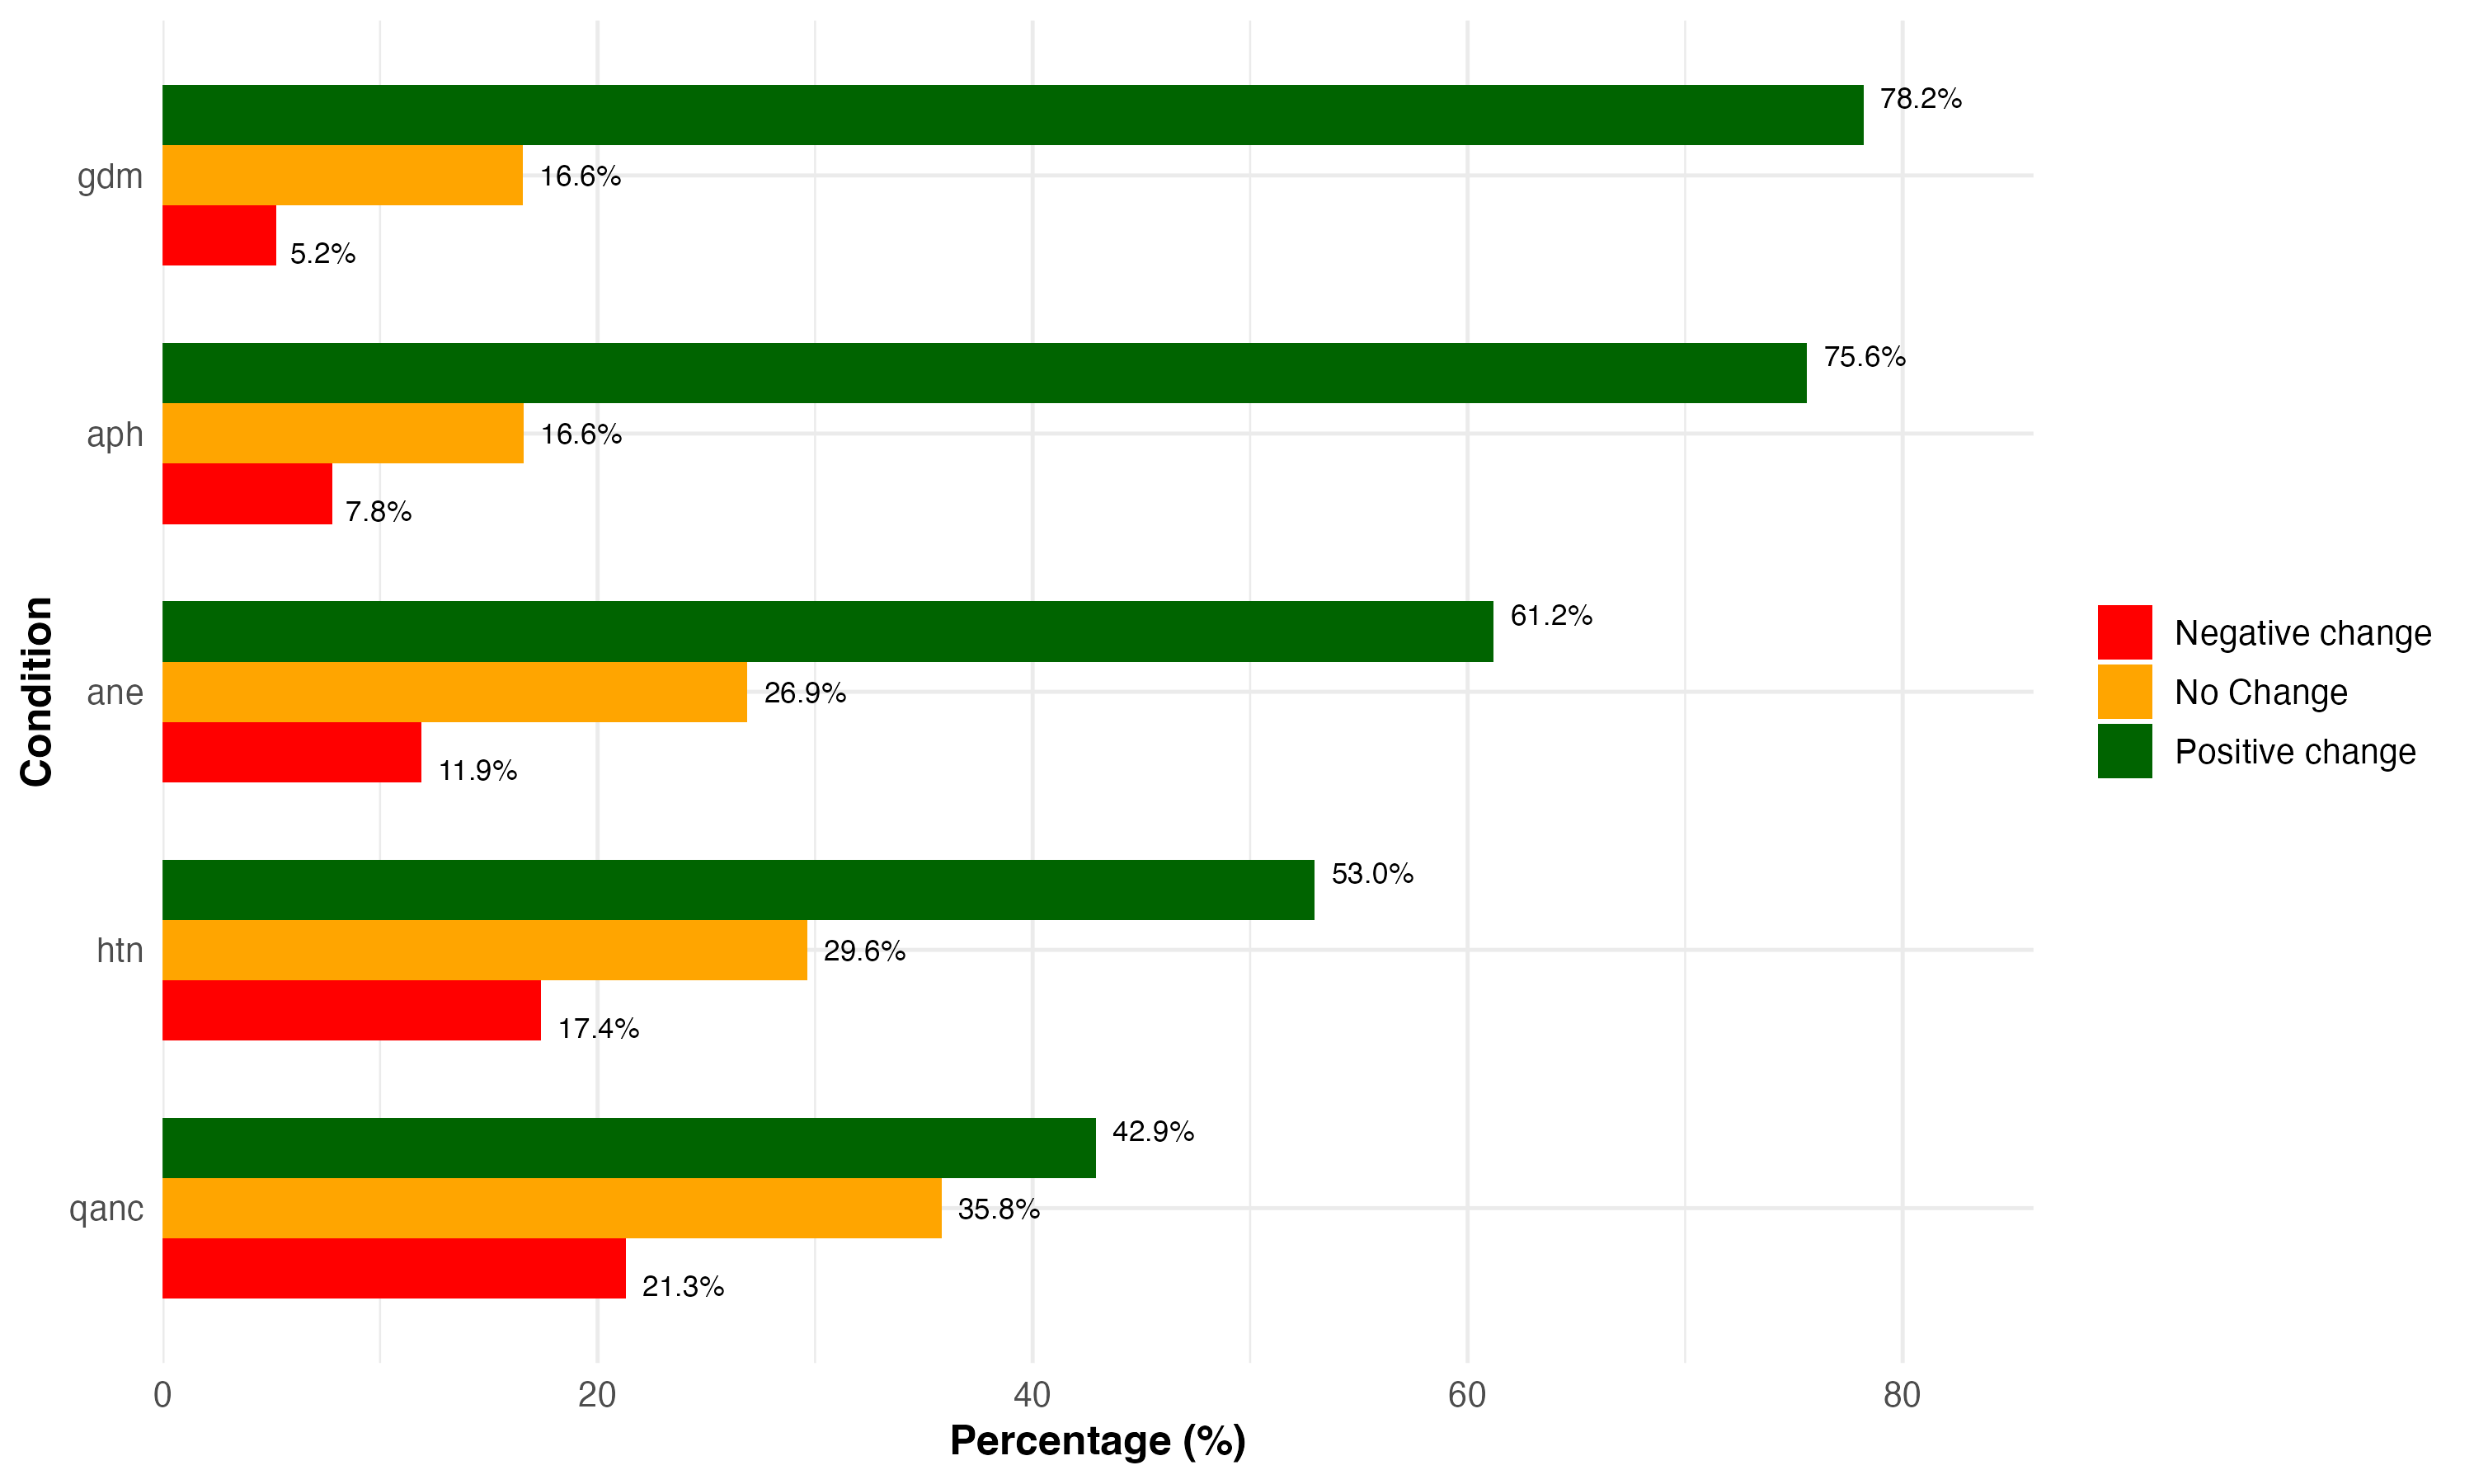 78.2%
gdm
16.6%
5.2%
75.6%
aph
16.6%
7.8%
61.2%
ane
26.9%
11.9%
53.0%
htn
29.6%
17.4%
42.9%
qanc
35.8%
21.3%
0 20 40 60 80
Percentage (%)
Condition
Negative change
No Change
Positive change